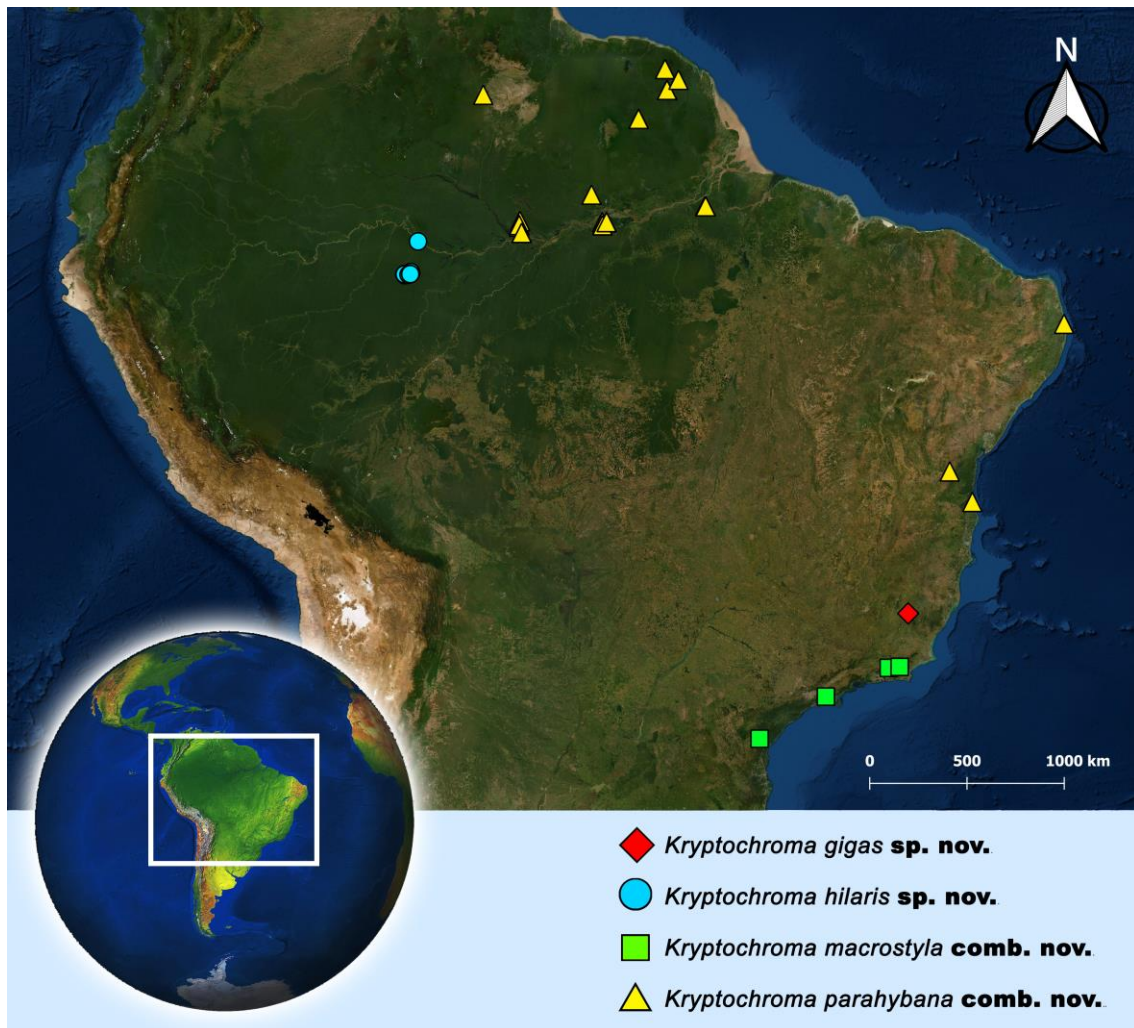 N
0 500 1000 km
Kryptochroma gigas sp. nov.
Kryptochroma hilaris sp. nov.
Kryptochroma macrostyla comb. nov.
Kryptochroma parahybana comb. nov.